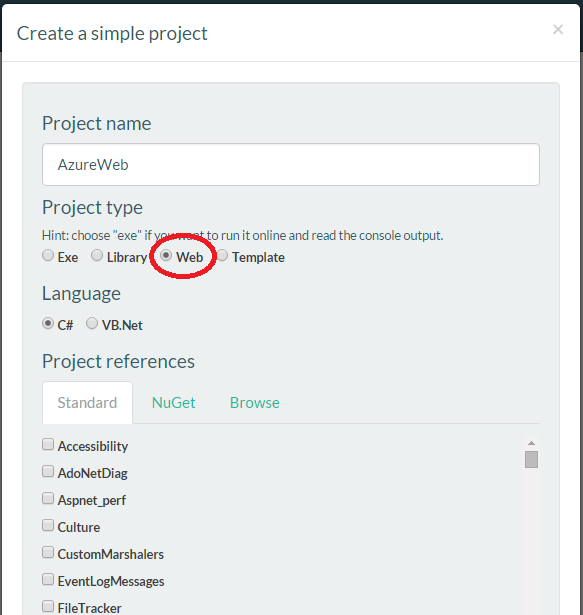 Create a simple project
×
Project name
AzureWeb
Project type
Hint: choose "exe" if you want to run it online and read the console output.
Exe Library Web Template
Language
C# VB.Net
Project references
Standard NuGet Browse
Accessibility
AdoNetDiag
Aspnet_perf
Culture
CustomMarshalers
EventLogMessages
FileTracker